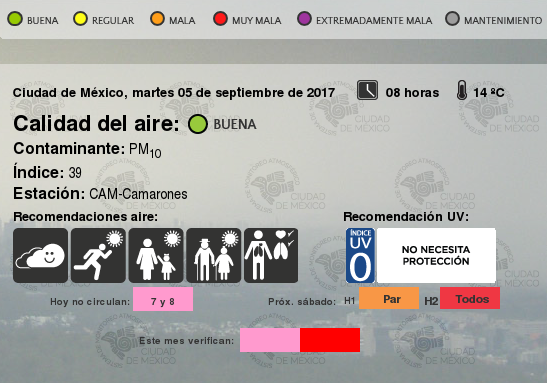 BUENA REGULAR MALA MUY MALA EXTREMADAMENTE MALA MANTENIMIENTO
Ciudad de México, martes 05 de septiembre de 2017 08 horas 14 ºC
Calidad del aire: BUENA
Contaminante: PM10
Índice: 39
Estación: CAM-Camarones
Recomendaciones aire: Recomendación UV:
ÍNDICE
UV
0
NO NECESITA
PROTECCIÓN
Hoy no circulan: 7 y 8 Próx. sábado: H1 Par H2 Todos
Este mes verifican:
CIUDAD
DE MÉXICO